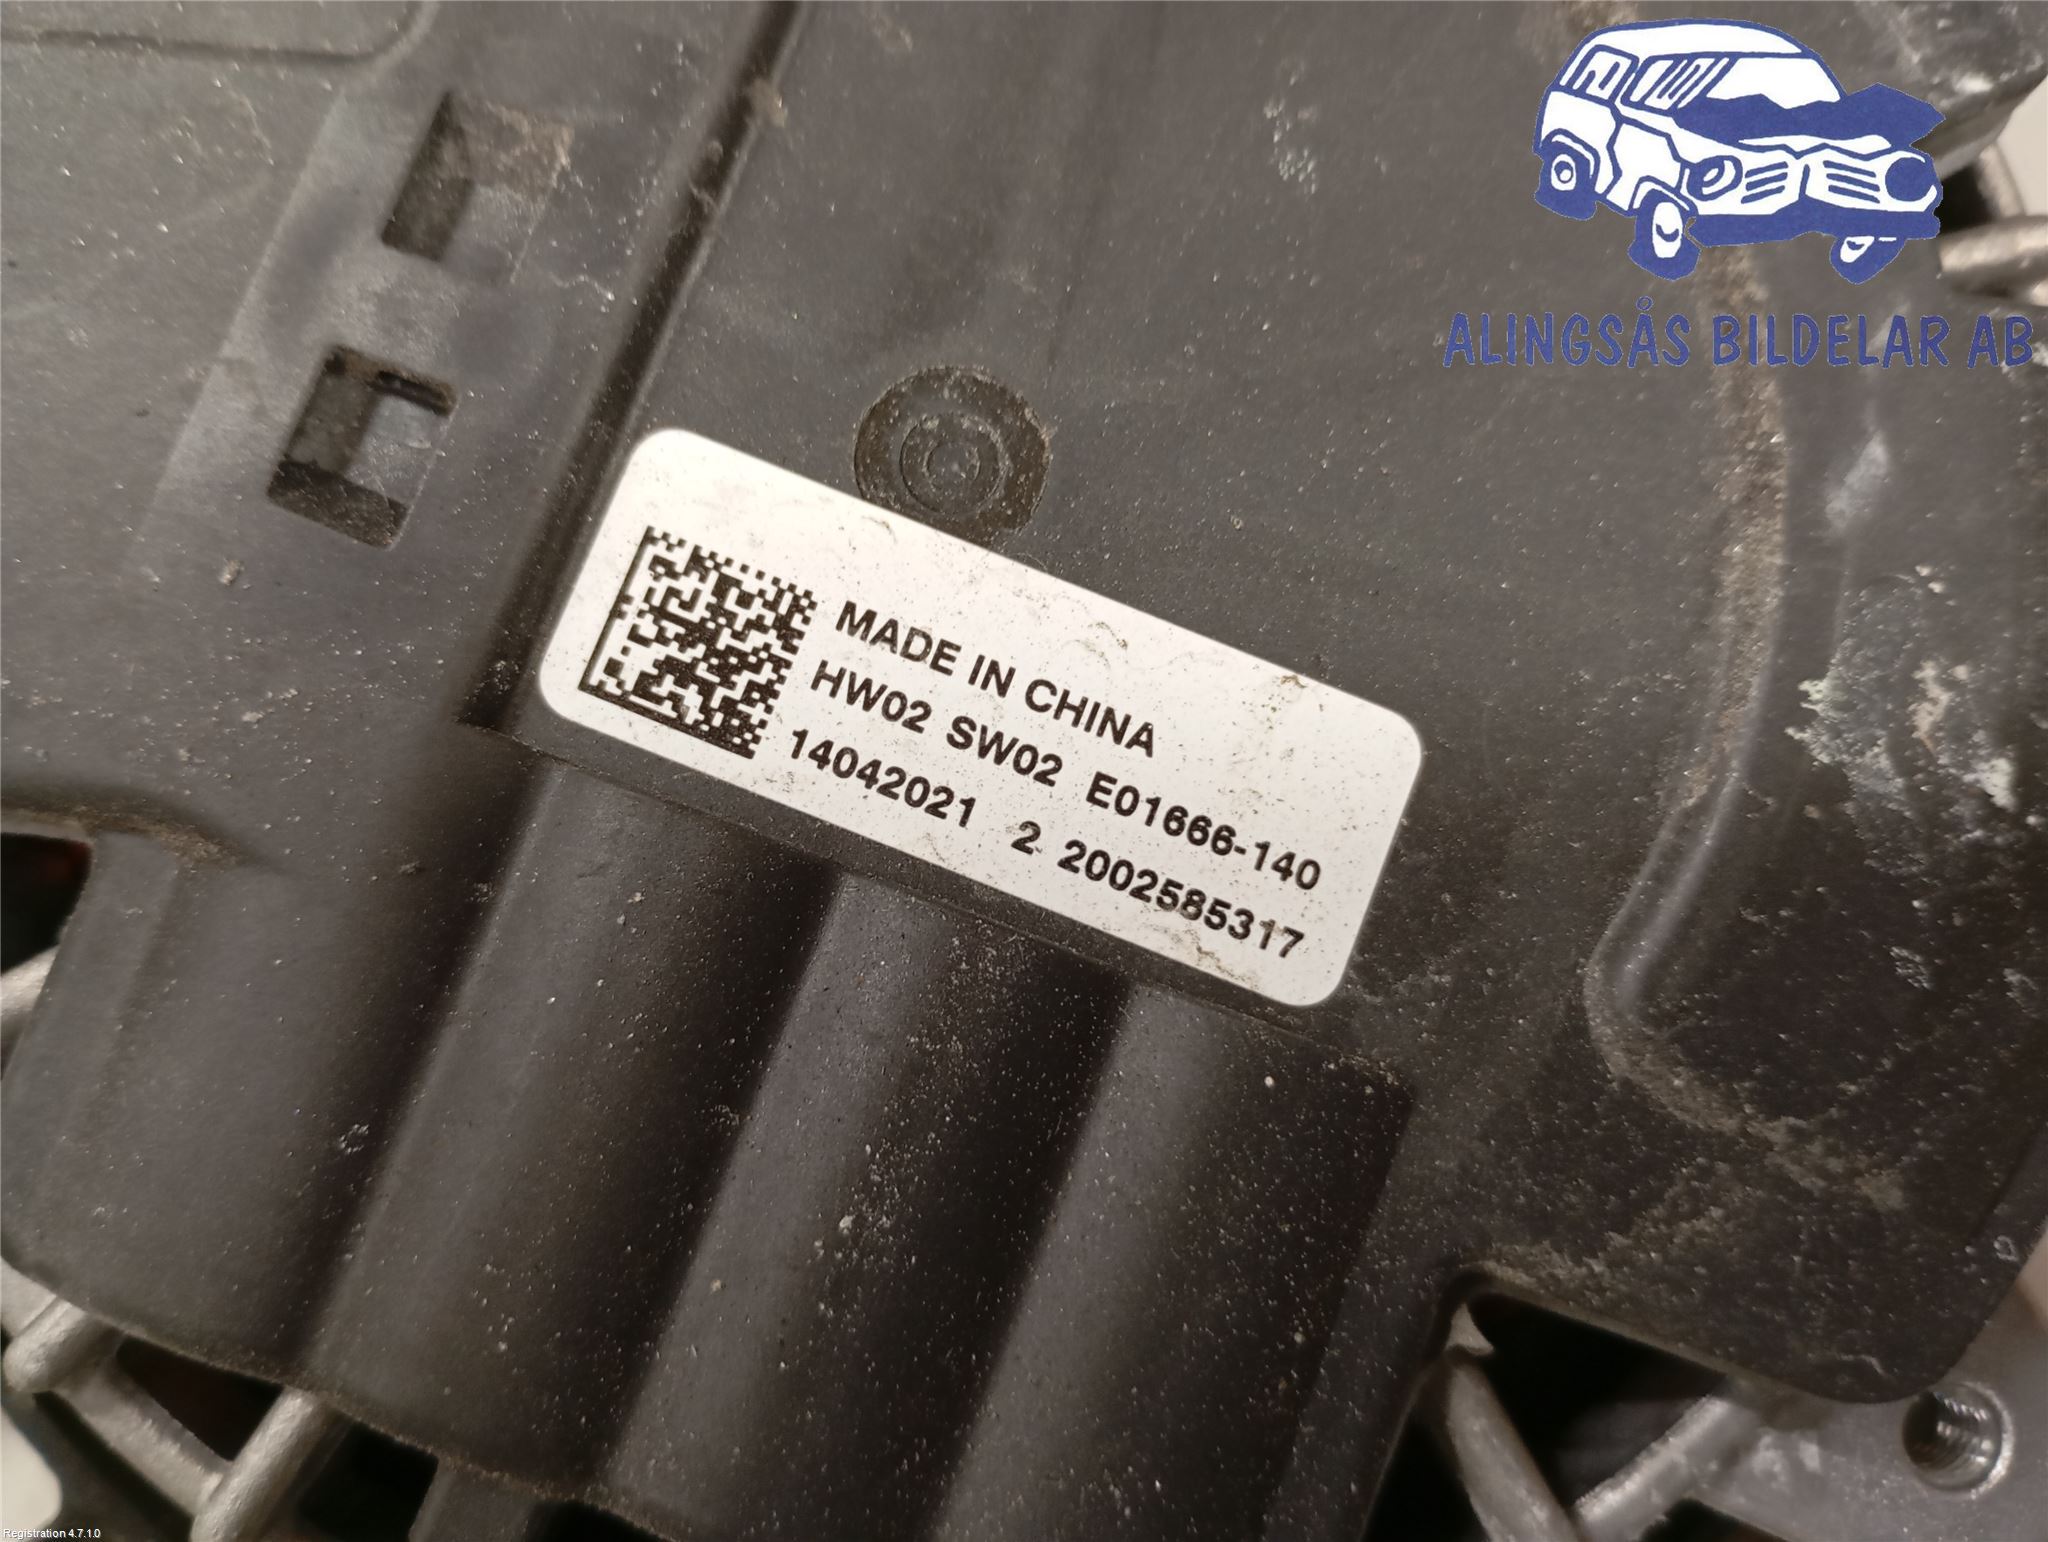 ALINGSÅS BILDELAR AB
MADE IN CHINA
HW02 SW02 E01666-140
14042021 2 2002585317
Registration 4.7.1.0